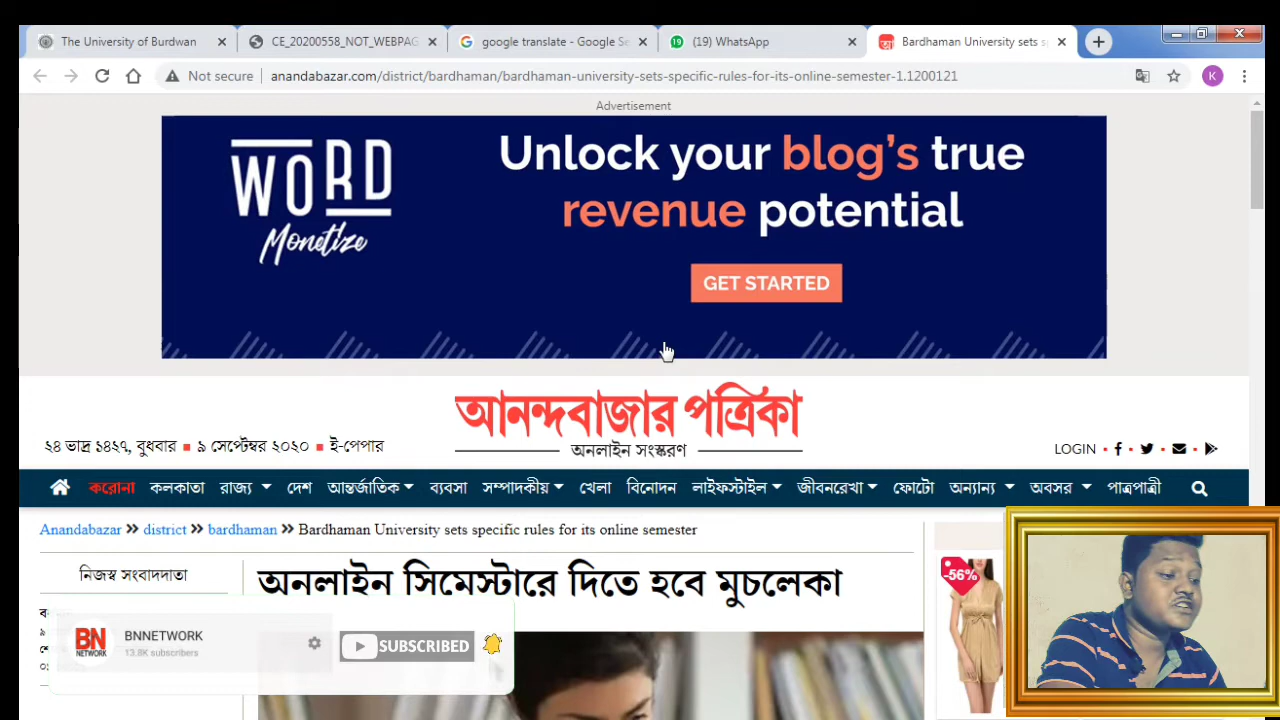 The University of Burdwan
CE_20200558_NOT_WEBPAG
google translate - Google Se
(19) WhatsApp
Bardhaman University sets s
Not secure
anandabazar.com/district/bardhaman/bardhaman-university-sets-specific-rules-for-its-online-semester-1.1200121
K
Advertisement
WORD
Monetize
Unlock your blog's true
revenue potential
GET STARTED
আনন্দবাজার পত্রিকা
অনলাইন সংস্করণ
২৪ ভাদ্র ১৪২৭, বুধবার ৯ সেপ্টেম্বর ২০২০ ই-পেপার
LOGIN
করোনা কলকাতা রাজ্য দেশ আন্তর্জাতিক ব্যবসা সম্পাদকীয় খেলা বিনোদন লাইফস্টাইল জীবনরেখা ফোটো অন্যান্য অবসর পাত্রপাত্রী
Anandabazar » district » bardhaman » Bardhaman University sets specific rules for its online semester
নিজস্ব সংবাদদাতা
অনলাইন সিমেস্টারে দিতে হবে মুচলেকা
-56%
BN
NETWORK
BNNETWORK
13.8K subscribers
SUBSCRIBED